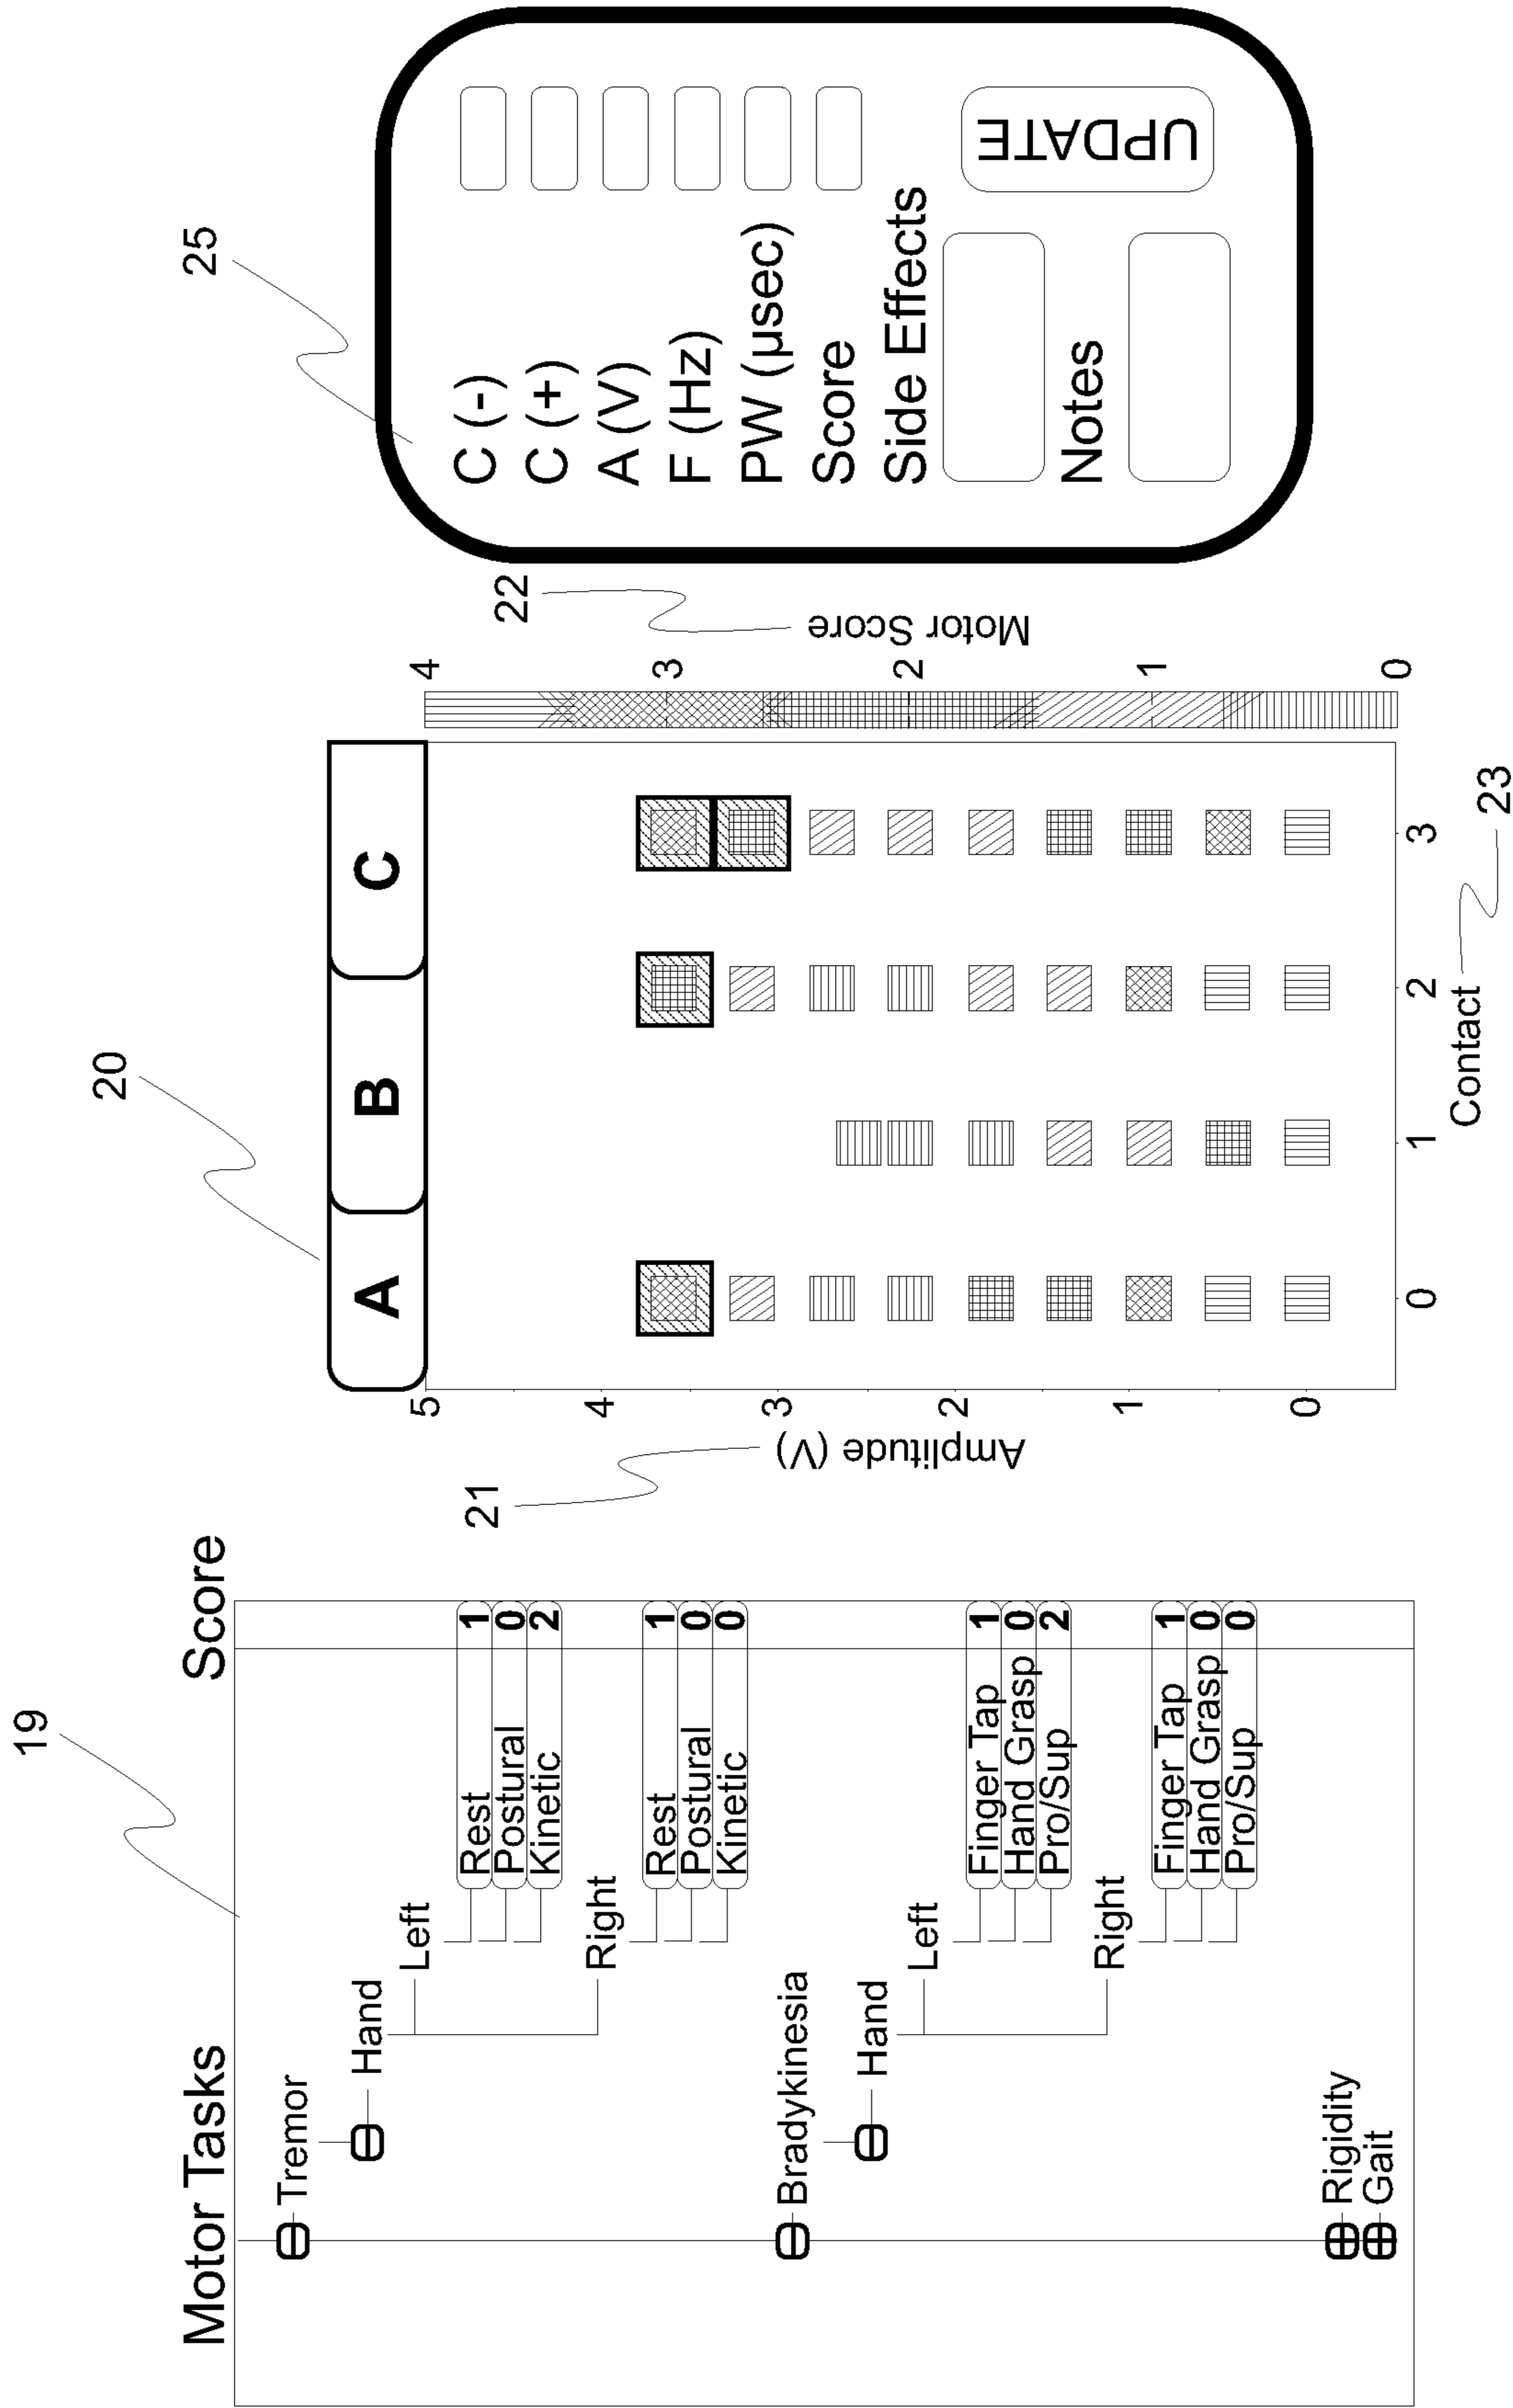 19
Motor Tasks
Score
Tremor
Hand
Left
Rest 1
Postural 0
Kinetic 2
Right
Rest 1
Postural 0
Kinetic 0
Bradykinesia
Hand
Left
Finger Tap 1
Hand Grasp 0
Pro/Sup 2
Right
Finger Tap 1
Hand Grasp 0
Pro/Sup 0
Rigidity
Gait
20
A B C
21
Amplitude (V)
5
4
3
2
1
0
0 1 2 3
Contact
23
4
3
2
1
0
Motor Score
22
25
C (-)
C (+)
A (V)
F (Hz)
PW (µsec)
Score
Side Effects
Notes
UPDATE